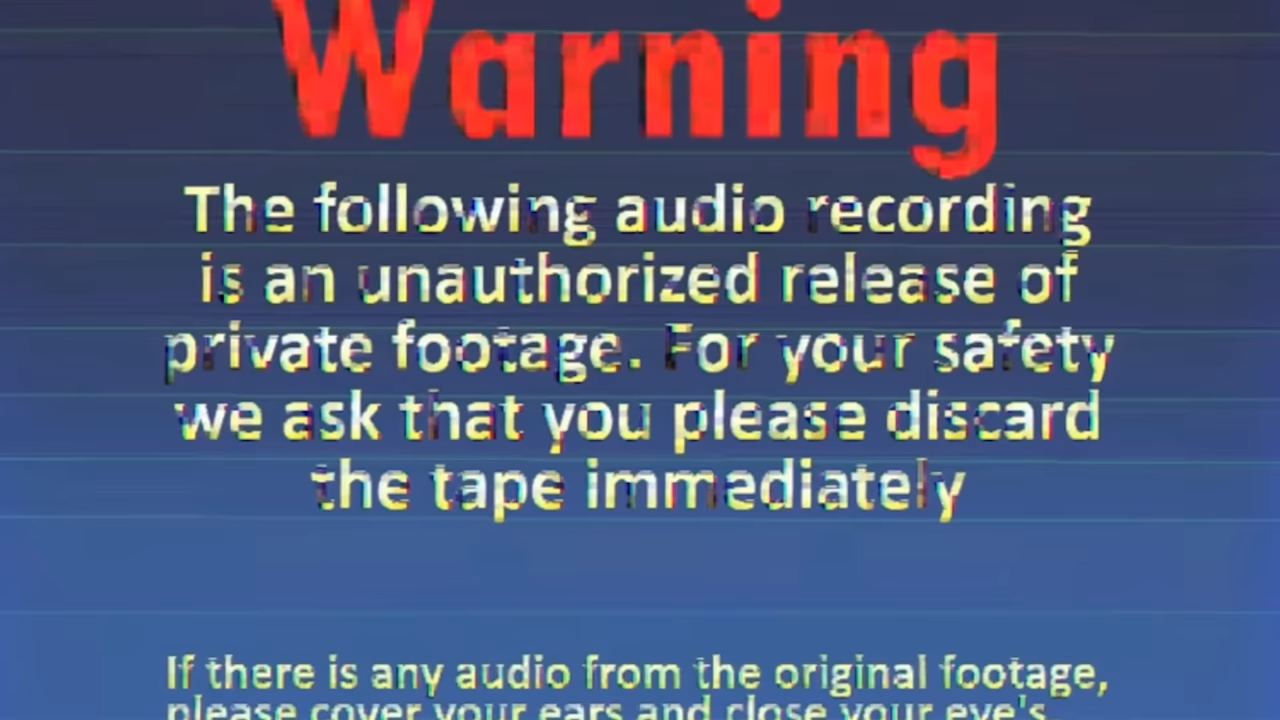 Warning
The following audio recording
is an unauthorized release of
private footage. For your safety
we ask that you please discard
the tape immediately
If there is any audio from the original footage,
please cover your ears and close your eye's.